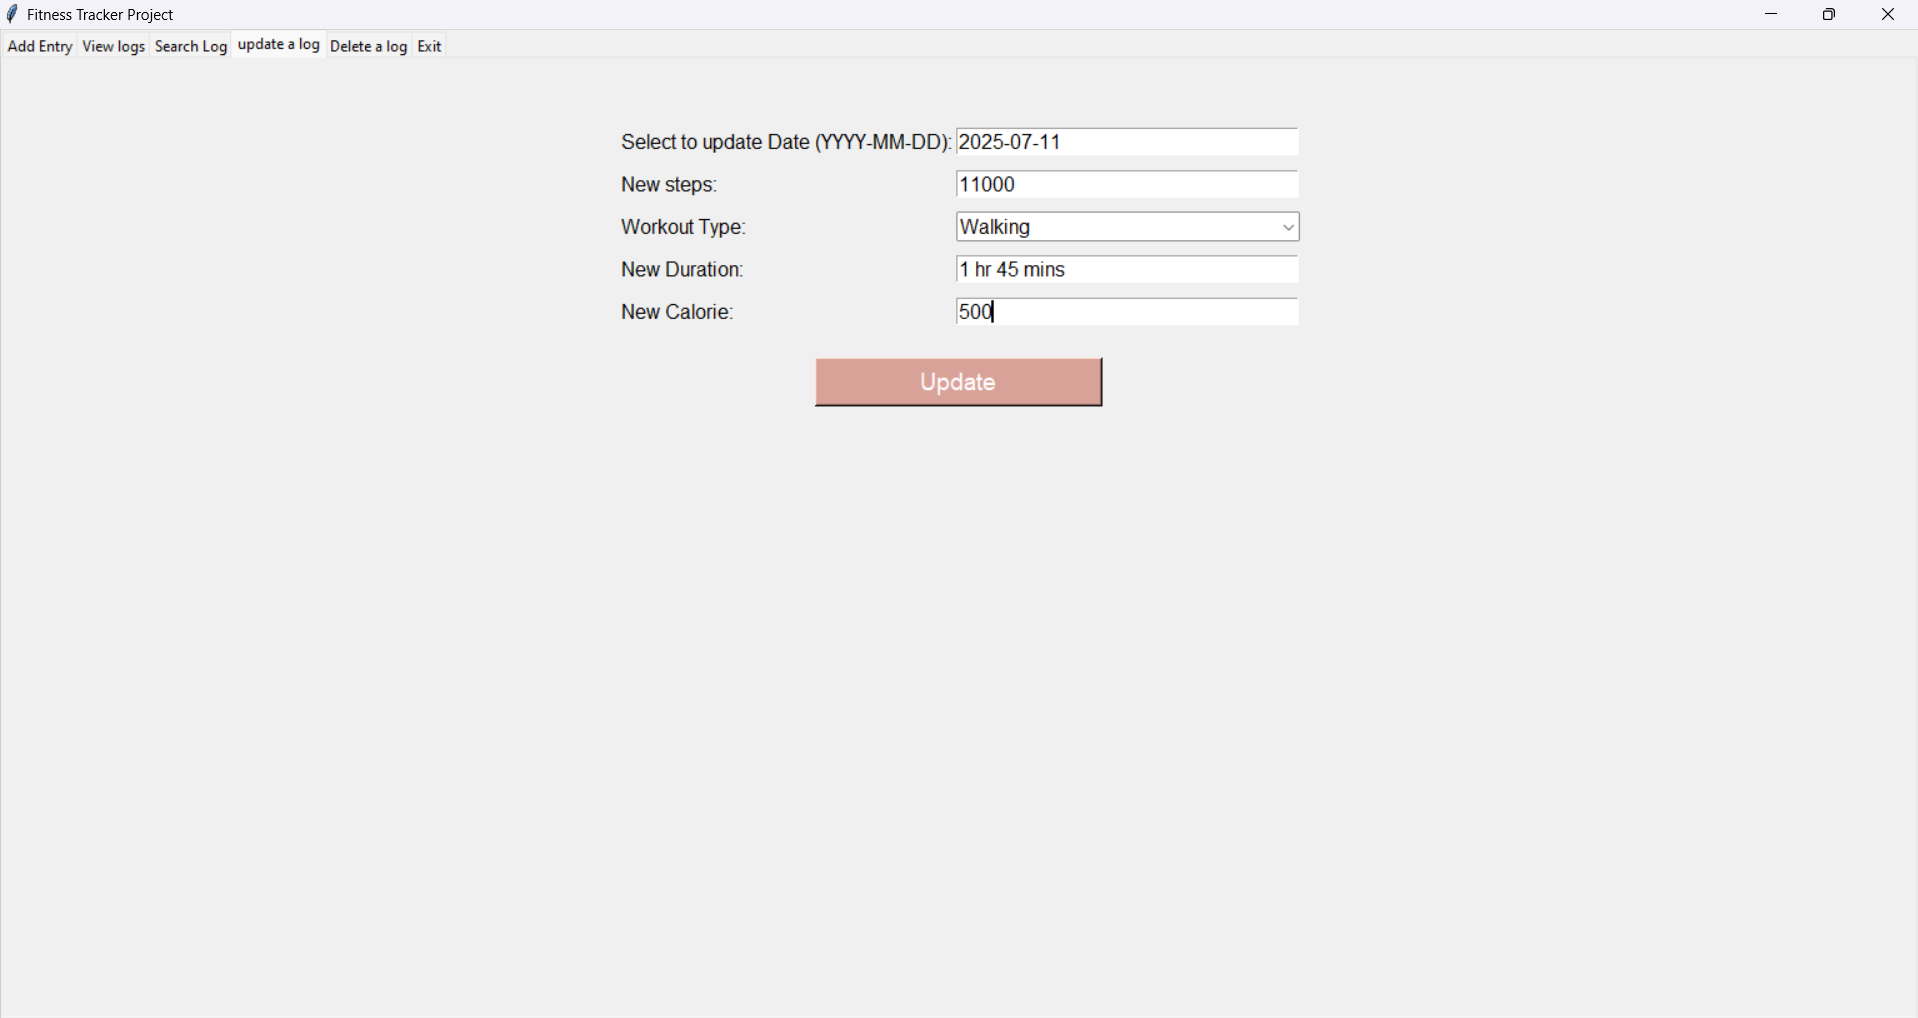 Fitness Tracker Project
Add Entry View logs Search Log update a log Delete a log Exit
Select to update Date (YYYY-MM-DD): 2025-07-11
New steps: 11000
Workout Type: Walking
New Duration: 1 hr 45 mins
New Calorie: 500
Update